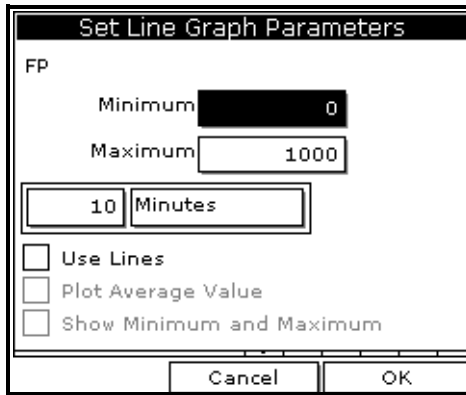 Set Line Graph Parameters
FP
Minimum 0
Maximum 1000
10 Minutes
Use Lines
Plot Average Value
Show Minimum and Maximum
Cancel OK